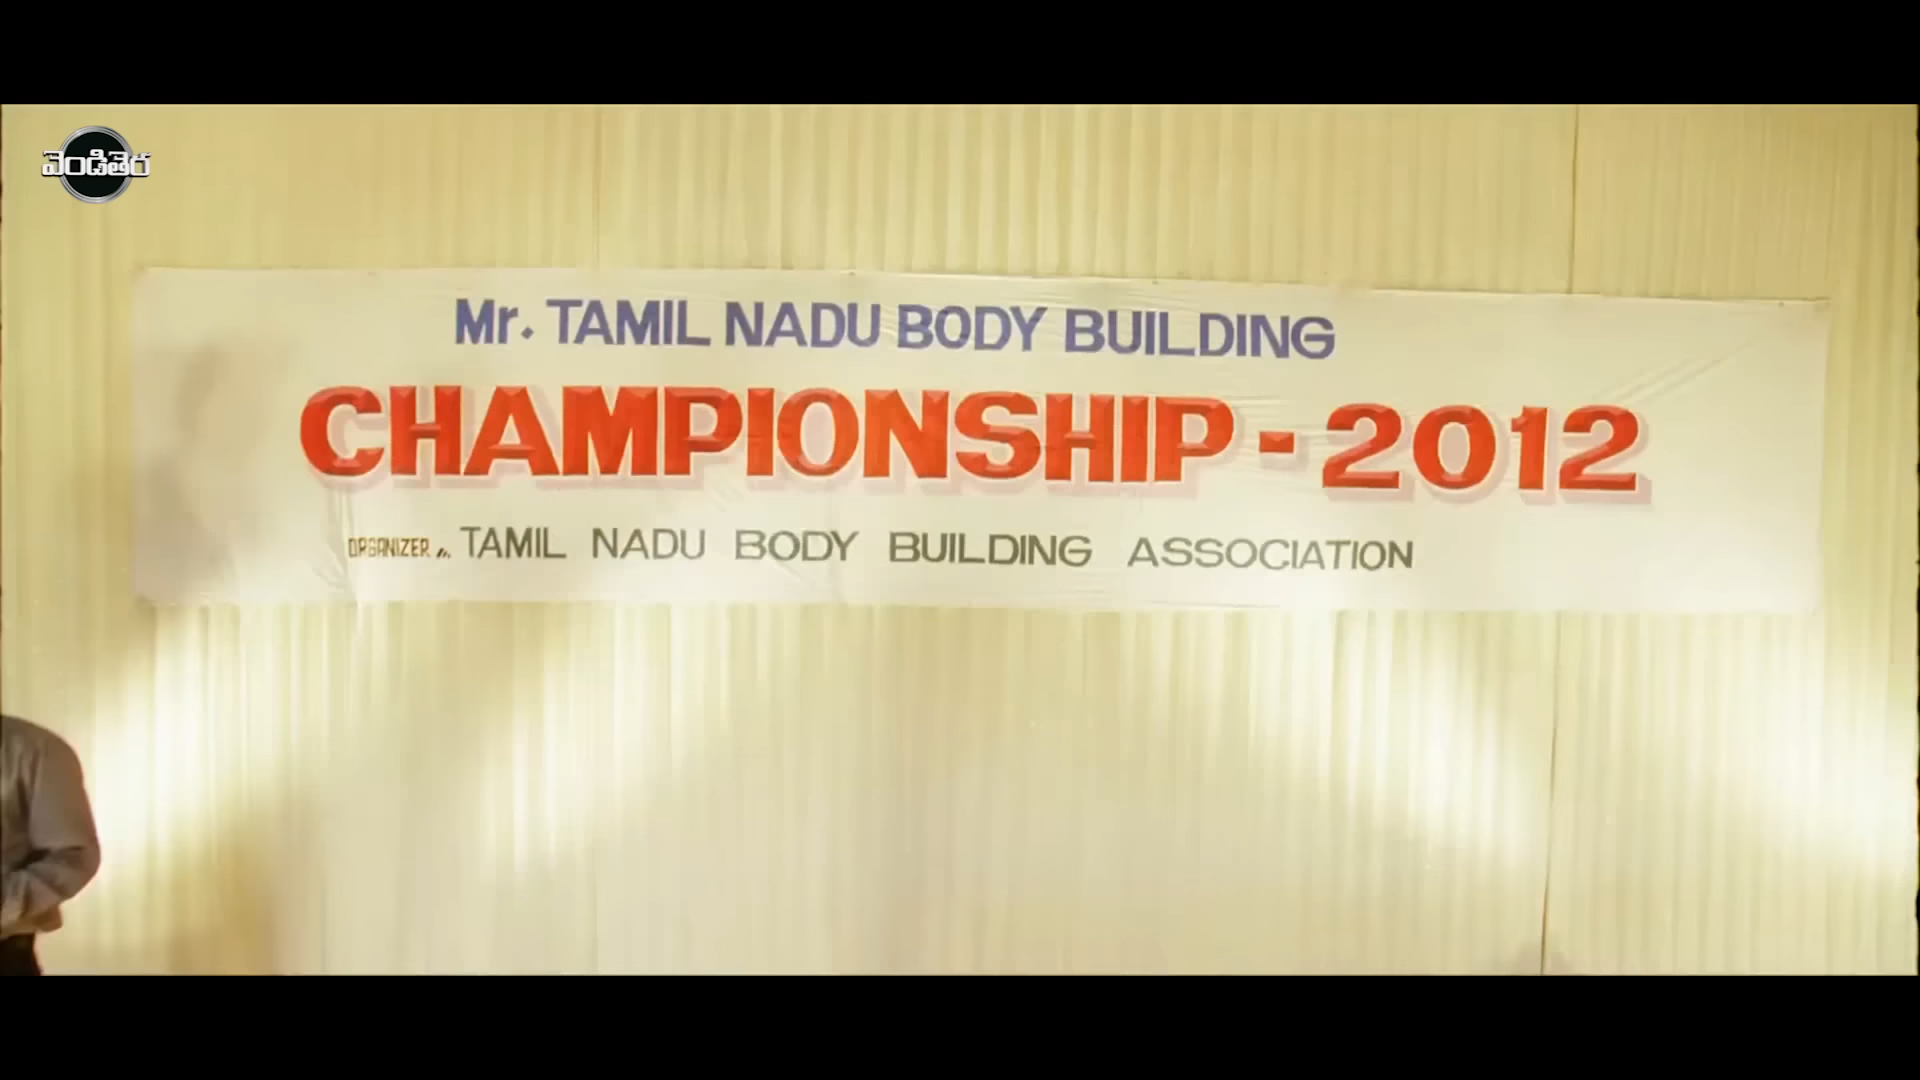 వెండితెర
Mr. TAMIL NADU BODY BUILDING
CHAMPIONSHIP - 2012
ORGANIZER TAMIL NADU BODY BUILDING ASSOCIATION